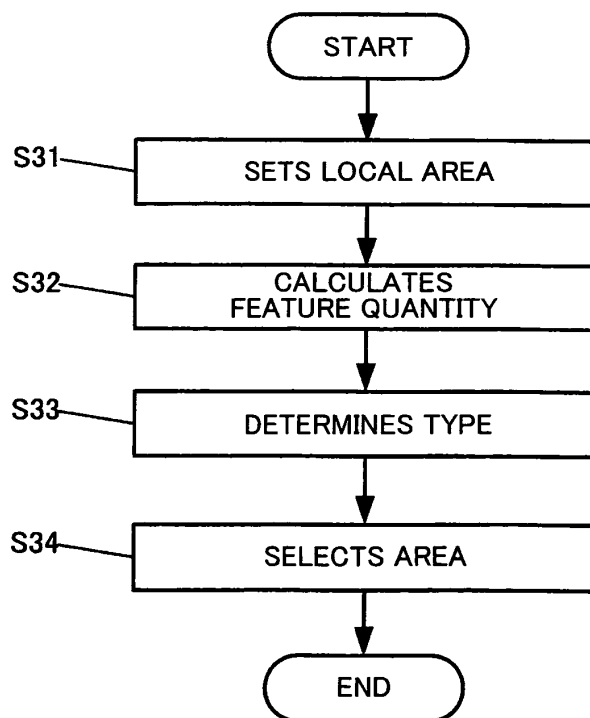 START
S31
SETS LOCAL AREA
S32
CALCULATES
FEATURE QUANTITY
S33
DETERMINES TYPE
S34
SELECTS AREA
END